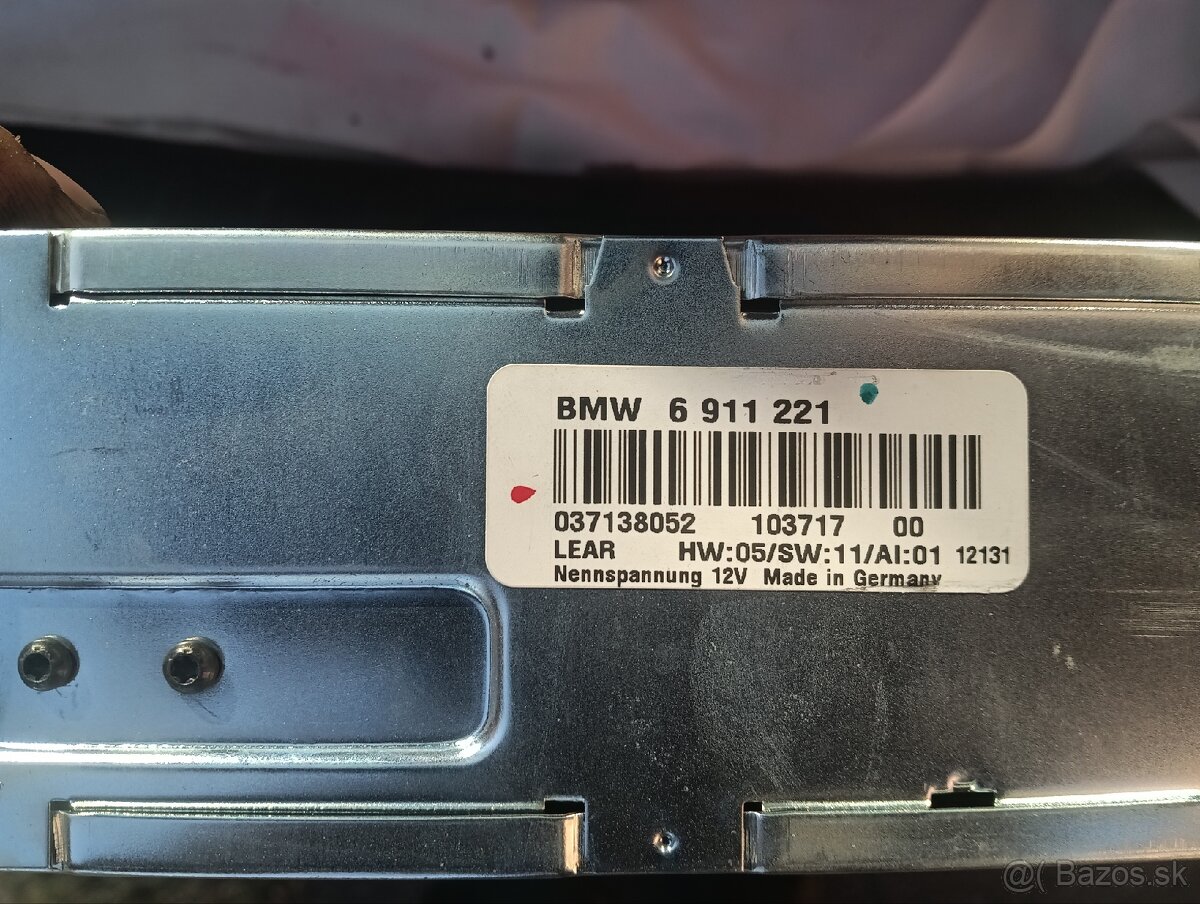 BMW 6 911 221
037138052 103717 00
LEAR HW:05/SW:11/AI:01 12131
Nennspannung 12V Made in Germany
@( Bazos.sk